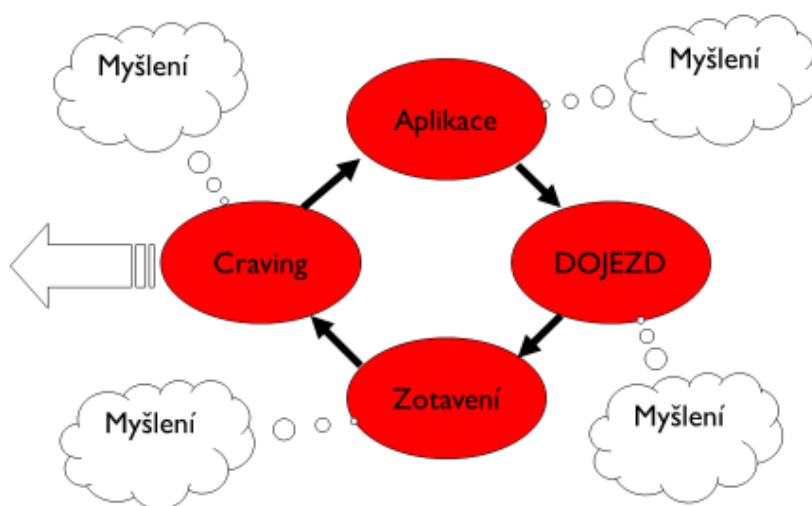 Myšlení
Myšlení
Aplikace
Craving
DOJEZD
Zotavení
Myšlení
Myšlení